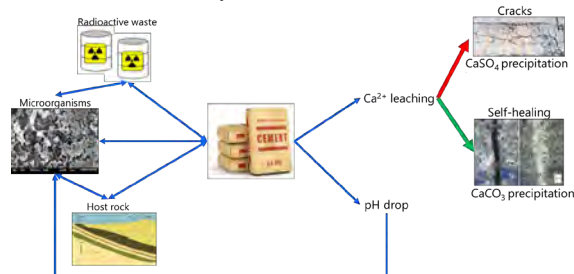 Radioactive waste
Microorganisms
Host rock
CEMENT
Ca²⁺ leaching
pH drop
Cracks
CaSO₄ precipitation
Self-healing
CaCO₃ precipitation